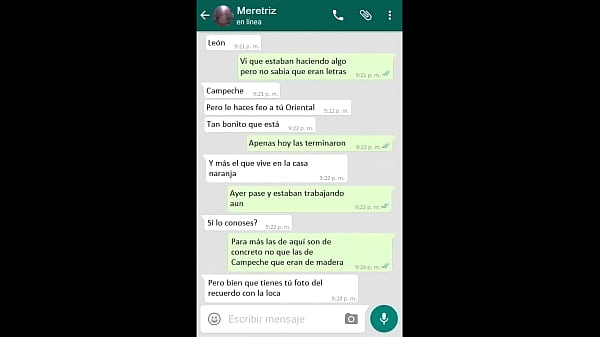 Meretriz
en línea
León
9:21 p. m.
Vi que estaban haciendo algo
pero no sabía que eran letras
9:21 p. m.
Campeche
9:21 p. m.
Pero le haces feo a tú Oriental
9:22 p. m.
Tan bonito que está
9:22 p. m.
Apenas hoy las terminaron
9:22 p. m.
Y más el que vive en la casa
naranja
9:22 p. m.
Ayer pase y estaban trabajando
aun
9:22 p. m.
Sí lo conoses?
9:22 p. m.
Para más las de aquí son de
concreto no que las de
Campeche que eran de madera
9:28 p. m.
Pero bien que tienes tú foto del
recuerdo con la loca
9:28 p. m.
Escribir mensaje